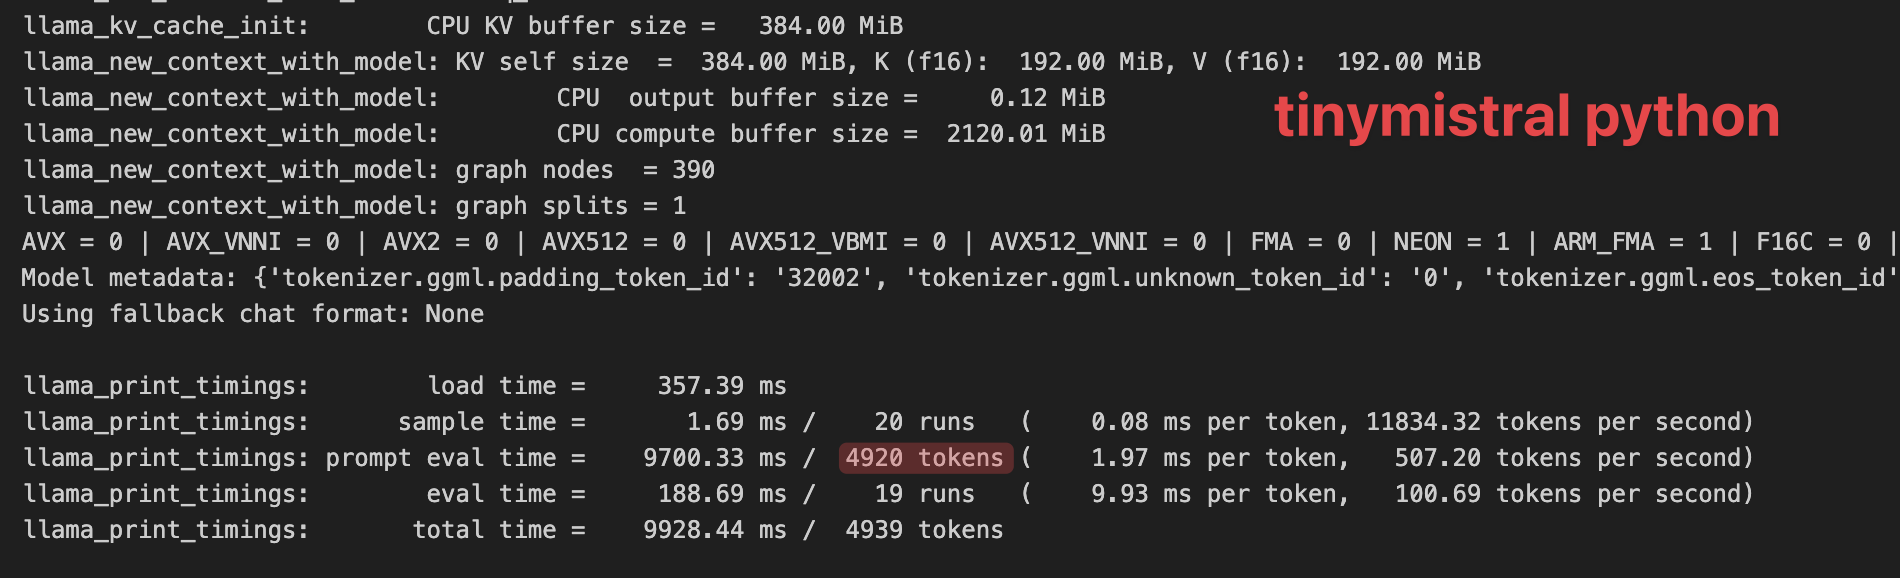 llama_kv_cache_init:        CPU KV buffer size =   384.00 MiB
llama_new_context_with_model: KV self size  =  384.00 MiB, K (f16):  192.00 MiB, V (f16):  192.00 MiB
llama_new_context_with_model:        CPU  output buffer size =     0.12 MiB
tinymistral python
llama_new_context_with_model:        CPU compute buffer size =  2120.01 MiB
llama_new_context_with_model: graph nodes  = 390
llama_new_context_with_model: graph splits = 1
AVX = 0 | AVX_VNNI = 0 | AVX2 = 0 | AVX512 = 0 | AVX512_VBMI = 0 | AVX512_VNNI = 0 | FMA = 0 | NEON = 1 | ARM_FMA = 1 | F16C = 0 |
Model metadata: {'tokenizer.ggml.padding_token_id': '32002', 'tokenizer.ggml.unknown_token_id': '0', 'tokenizer.ggml.eos_token_id'
Using fallback chat format: None
llama_print_timings:        load time =     357.39 ms
llama_print_timings:      sample time =       1.69 ms /    20 runs   (    0.08 ms per token, 11834.32 tokens per second)
llama_print_timings: prompt eval time =    9700.33 ms /  4920 tokens (    1.97 ms per token,   507.20 tokens per second)
llama_print_timings:        eval time =     188.69 ms /    19 runs   (    9.93 ms per token,   100.69 tokens per second)
llama_print_timings:       total time =    9928.44 ms /  4939 tokens